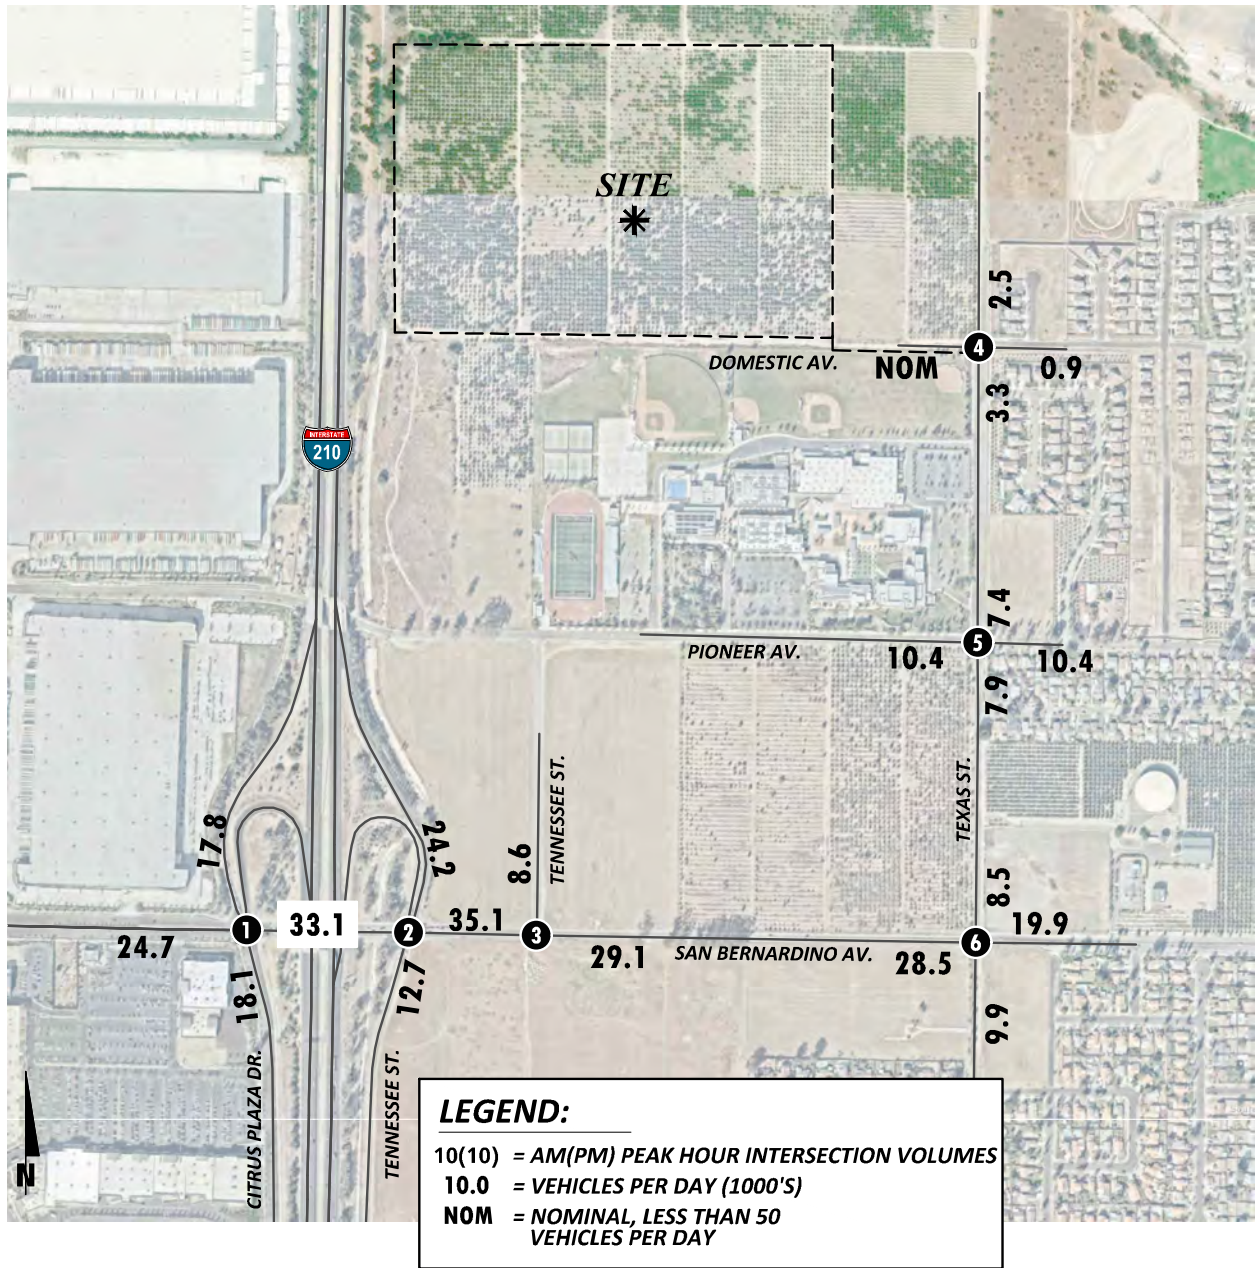 SITE
2.5
4
DOMESTIC AV.
NOM
0.9
3.3
INTERSTATE
210
7.4
5
PIONEER AV.
10.4
10.4
7.9
TENNESSEE ST.
TEXAS ST.
17.8
24.2
8.6
8.5
19.9
1
33.1
2
35.1
3
24.7
29.1
SAN BERNARDINO AV.
28.5
6
18.1
12.7
9.9
CITRUS PLAZA DR.
TENNESSEE ST.
N
LEGEND:
10(10) = AM(PM) PEAK HOUR INTERSECTION VOLUMES
10.0 = VEHICLES PER DAY (1000'S)
NOM = NOMINAL, LESS THAN 50
VEHICLES PER DAY